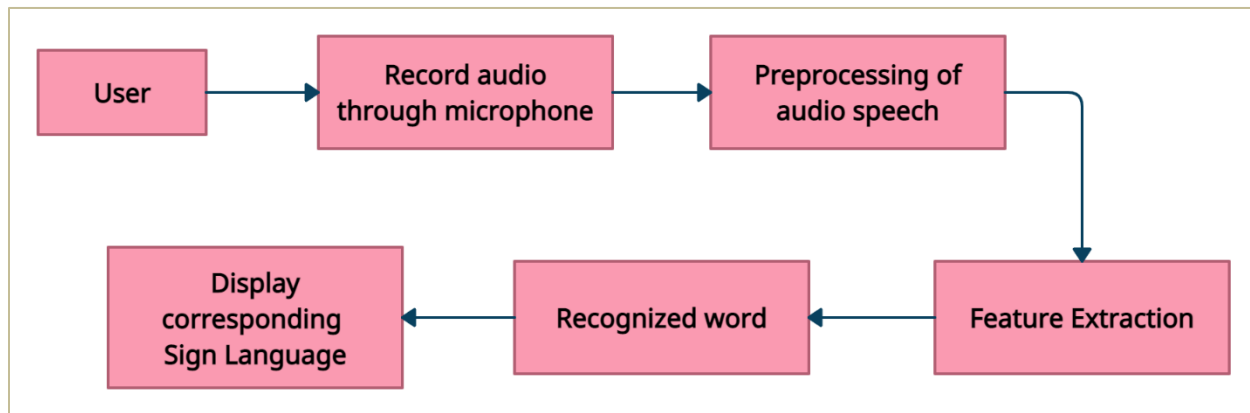 User
Record audio
through microphone
Preprocessing of
audio speech
Feature Extraction
Recognized word
Display
corresponding
Sign Language